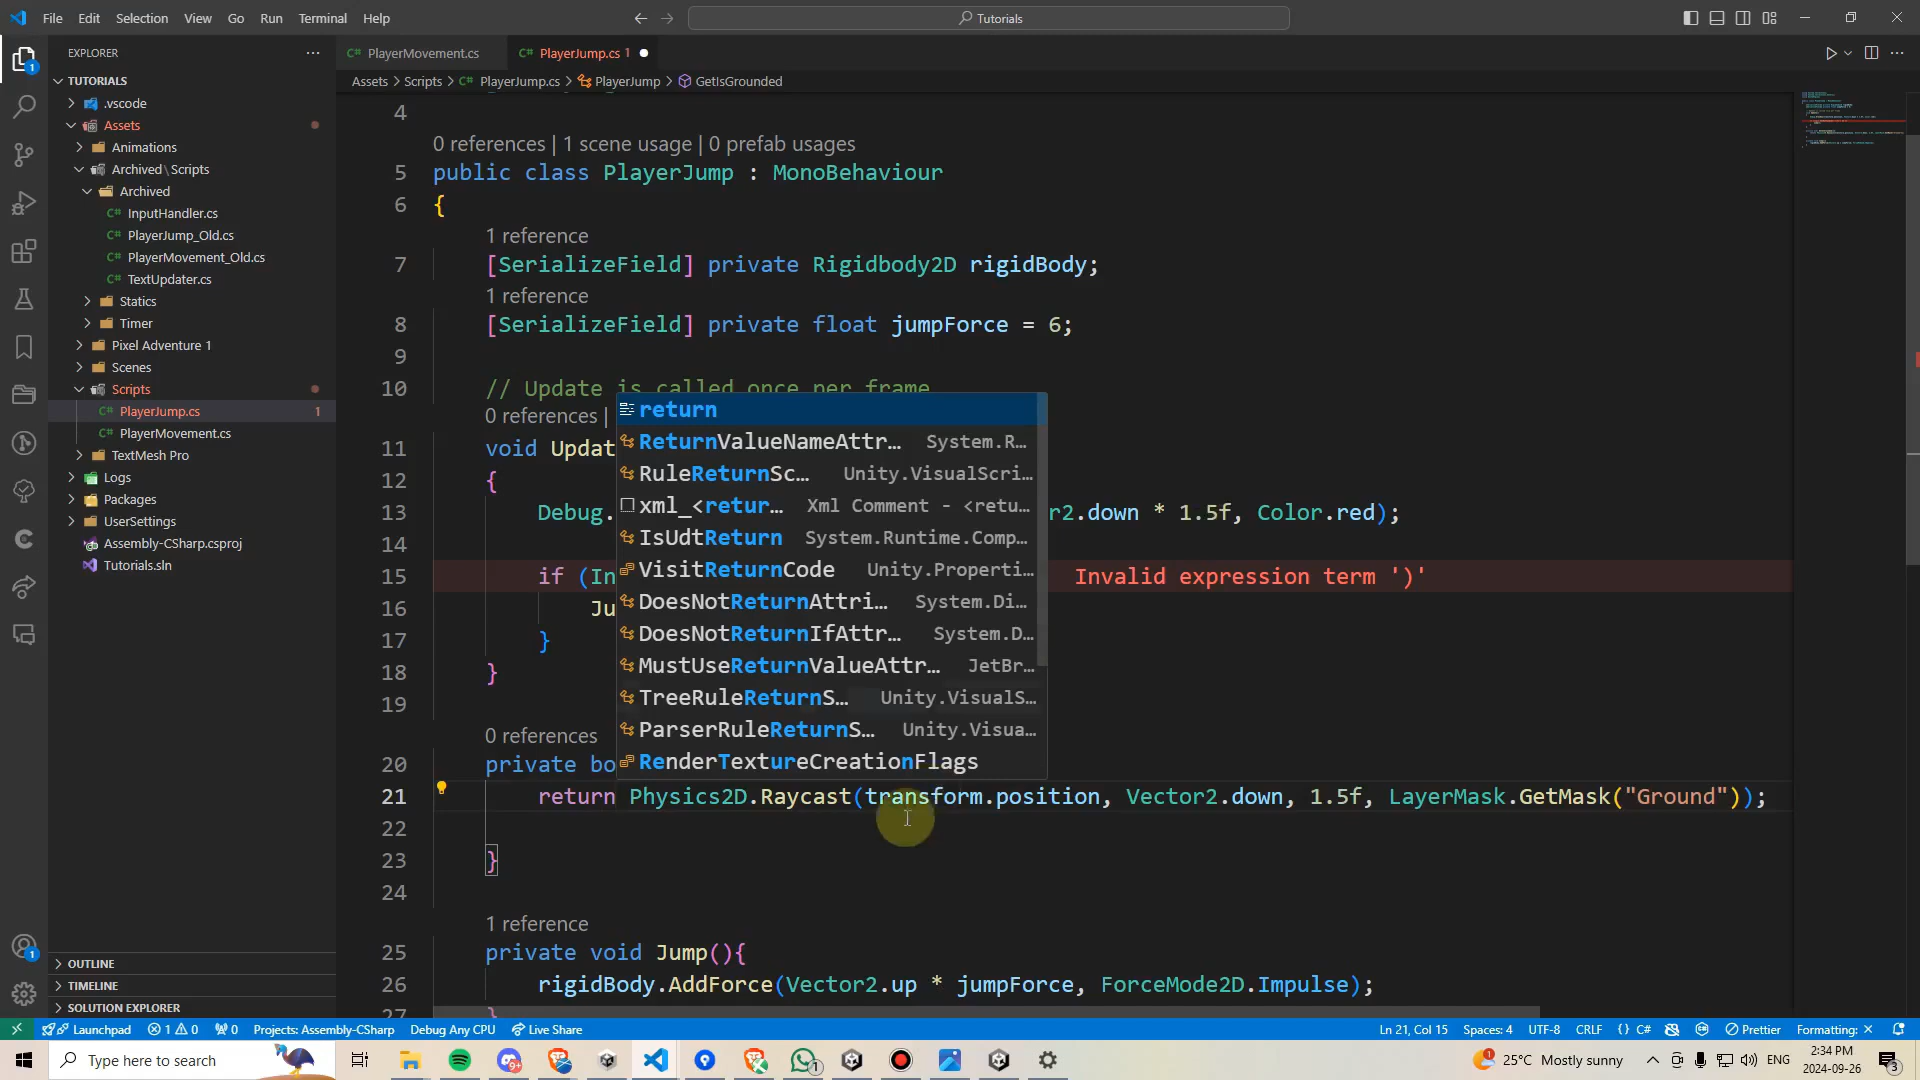 File Edit Selection View Go Run Terminal Help
Tutorials
EXPLORER
TUTORIALS
.vscode
Assets
Animations
Archived \ Scripts
Archived
InputHandler.cs
PlayerJump_Old.cs
PlayerMovement_Old.cs
TextUpdater.cs
Statics
Timer
Pixel Adventure 1
Scenes
Scripts
PlayerJump.cs 1
PlayerMovement.cs
TextMesh Pro
Logs
Packages
UserSettings
Assembly-CSharp.csproj
Tutorials.sln
OUTLINE
TIMELINE
SOLUTION EXPLORER
PlayerMovement.cs PlayerJump.cs 1
Assets > Scripts > PlayerJump.cs > PlayerJump > GetIsGrounded
4
0 references | 1 scene usage | 0 prefab usages
5 public class PlayerJump : MonoBehaviour
6 {
1 reference
7 [SerializeField] private Rigidbody2D rigidBody;
1 reference
8 [SerializeField] private float jumpForce = 6;
9
10 // Update is called once per frame
0 references |
11 void Updat
12 {
13 Debug. r2.down * 1.5f, Color.red);
14
15 if (In Invalid expression term ')'
16 Ju
17 }
18 }
19
0 references
20 private bo
21 return Physics2D.Raycast(transform.position, Vector2.down, 1.5f, LayerMask.GetMask("Ground"));
22
23 }
24
1 reference
25 private void Jump(){
26 rigidBody.AddForce(Vector2.up * jumpForce, ForceMode2D.Impulse);
27 }
return
ReturnValueNameAttr… System.R…
RuleReturnSc… Unity.VisualScri…
xml_<retur… Xml Comment - <retu…
IsUdtReturn System.Runtime.Comp…
VisitReturnCode Unity.Properti…
DoesNotReturnAttri… System.Di…
DoesNotReturnIfAttr… System.D…
MustUseReturnValueAttr… JetBr…
TreeRuleReturnS… Unity.VisualS…
ParserRuleReturnS… Unity.Visua…
RenderTextureCreationFlags
Launchpad 1 0 0 Projects: Assembly-CSharp Debug Any CPU Live Share Ln 21, Col 15 Spaces: 4 UTF-8 CRLF {} C# Prettier Formatting: ×
Type here to search 25°C Mostly sunny ENG 2:34 PM
2024-09-26
3